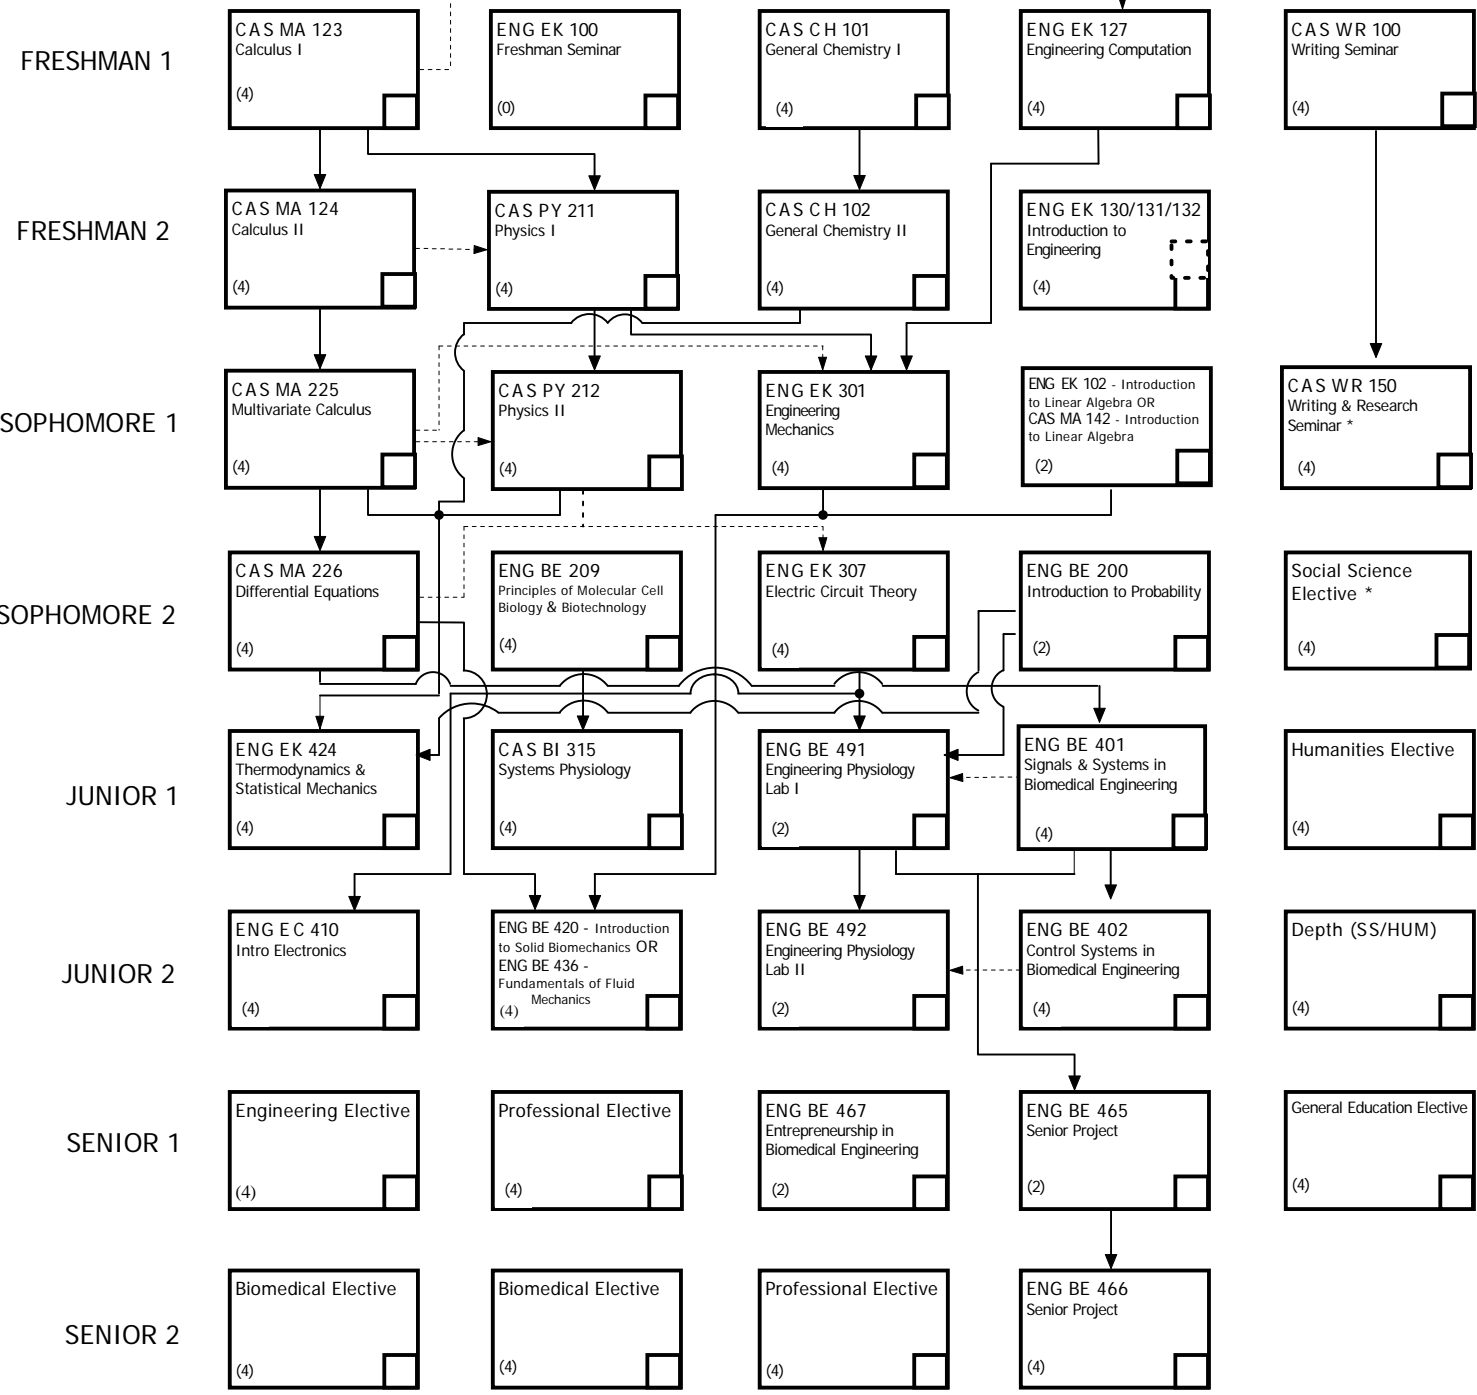 FRESHMAN 1
CAS MA 123
Calculus I
(4)
ENG EK 100
Freshman Seminar
(0)
CAS CH 101
General Chemistry I
(4)
ENG EK 127
Engineering Computation
(4)
CAS WR 100
Writing Seminar
(4)
FRESHMAN 2
CAS MA 124
Calculus II
(4)
CAS PY 211
Physics I
(4)
CAS CH 102
General Chemistry II
(4)
ENG EK 130/131/132
Introduction to
Engineering
(4)
SOPHOMORE 1
CAS MA 225
Multivariate Calculus
(4)
CAS PY 212
Physics II
(4)
ENG EK 301
Engineering
Mechanics
(4)
ENG EK 102 - Introduction
to Linear Algebra OR
CAS MA 142 - Introduction
to Linear Algebra
(2)
CAS WR 150
Writing & Research
Seminar *
(4)
SOPHOMORE 2
CAS MA 226
Differential Equations
(4)
ENG BE 209
Principles of Molecular Cell
Biology & Biotechnology
(4)
ENG EK 307
Electric Circuit Theory
(4)
ENG BE 200
Introduction to Probability
(2)
Social Science
Elective *
(4)
JUNIOR 1
ENG EK 424
Thermodynamics &
Statistical Mechanics
(4)
CAS BI 315
Systems Physiology
(4)
ENG BE 491
Engineering Physiology
Lab I
(2)
ENG BE 401
Signals & Systems in
Biomedical Engineering
(4)
Humanities Elective
(4)
JUNIOR 2
ENG EC 410
Intro Electronics
(4)
ENG BE 420 - Introduction
to Solid Biomechanics OR
ENG BE 436 -
Fundamentals of Fluid
Mechanics
(4)
ENG BE 492
Engineering Physiology
Lab II
(2)
ENG BE 402
Control Systems in
Biomedical Engineering
(4)
Depth (SS/HUM)
(4)
SENIOR 1
Engineering Elective
(4)
Professional Elective
(4)
ENG BE 467
Entrepreneurship in
Biomedical Engineering
(2)
ENG BE 465
Senior Project
(2)
General Education Elective
(4)
SENIOR 2
Biomedical Elective
(4)
Biomedical Elective
(4)
Professional Elective
(4)
ENG BE 466
Senior Project
(4)